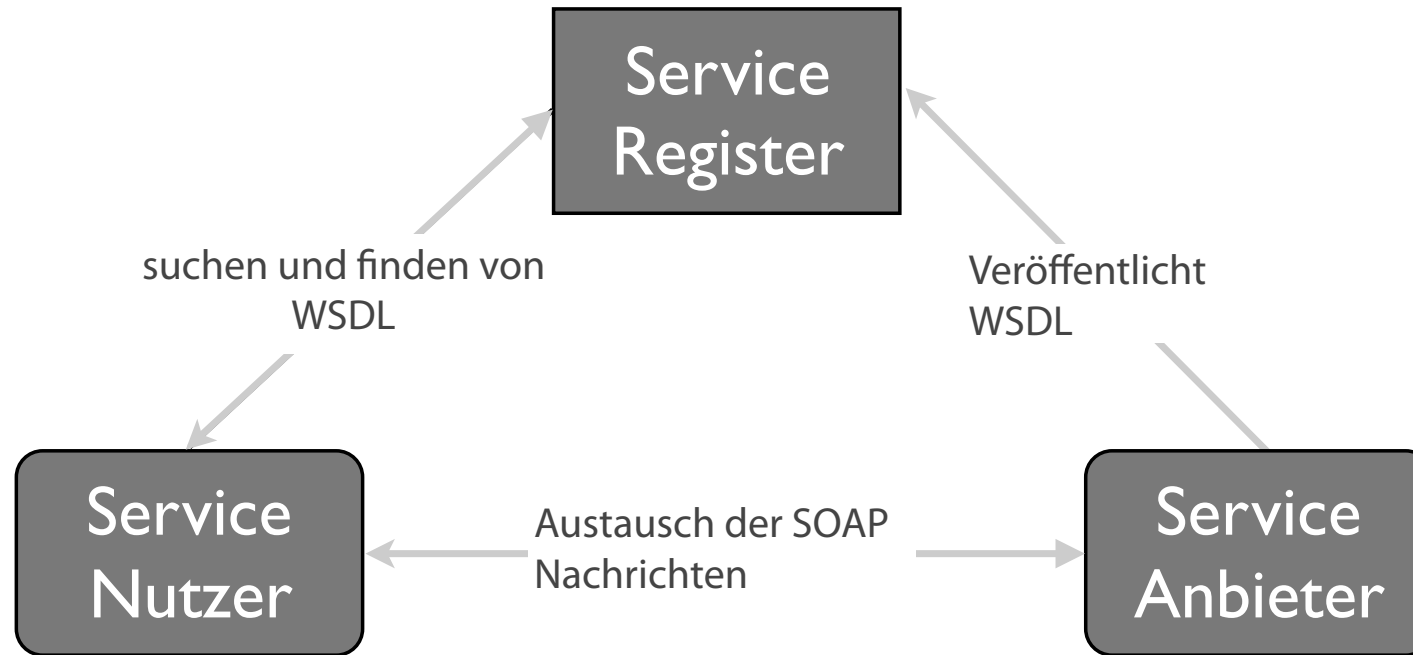 Service
Register
suchen und finden von
WSDL
Veröffentlicht
WSDL
Service
Nutzer
Austausch der SOAP
Nachrichten
Service
Anbieter